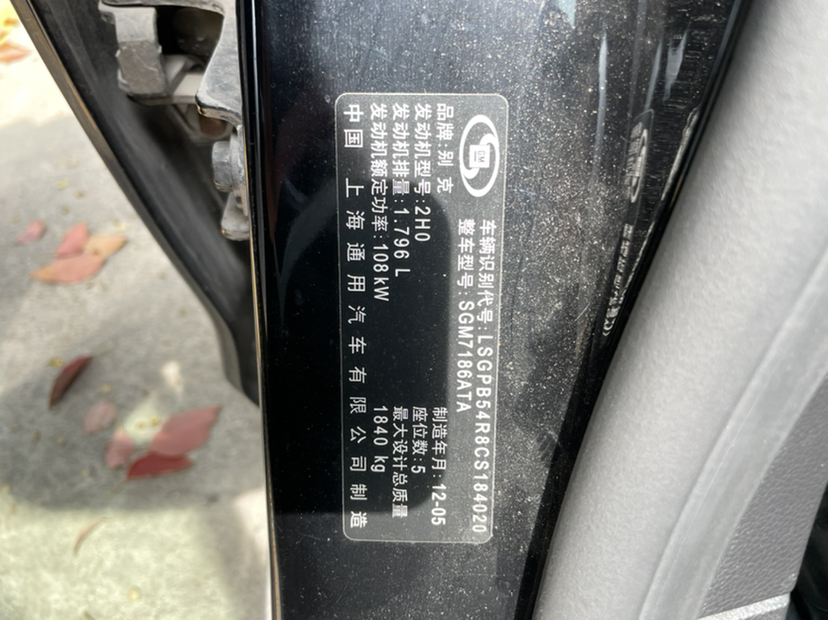 GM
车辆识别代号:LSGPB54R8CS184020
整车型号:SGM7186ATA
品牌:别克
制造年月:12-05
发动机型号:2H0
座位数:5
发动机排量:1.796 L
最大设计总质量
发动机额定功率:108kW
1840 kg
中国 上海通用汽车有限公司制造